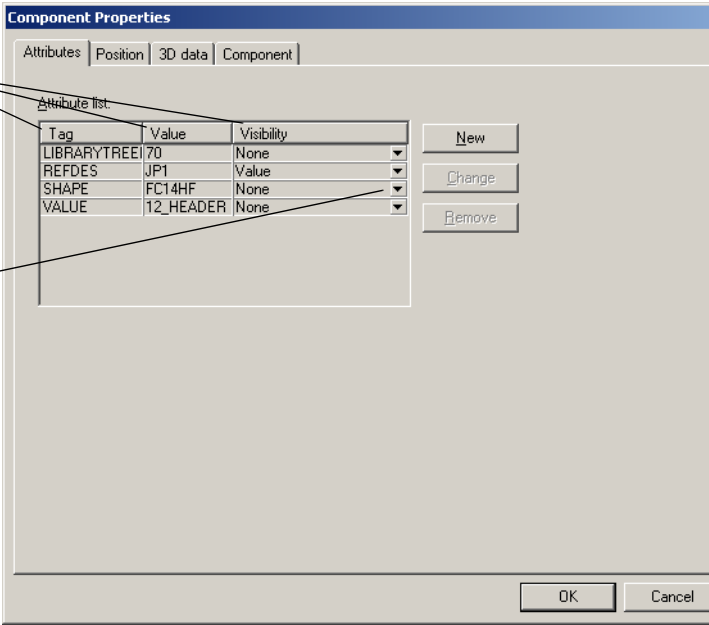 Component Properties
Attributes Position 3D data Component
Attribute list:
Tag Value Visibility
New
LIBRARYTREEI 70 None
REFDES JP1 Value
Change
SHAPE FC14HF None
VALUE 12_HEADER None
Remove
OK Cancel